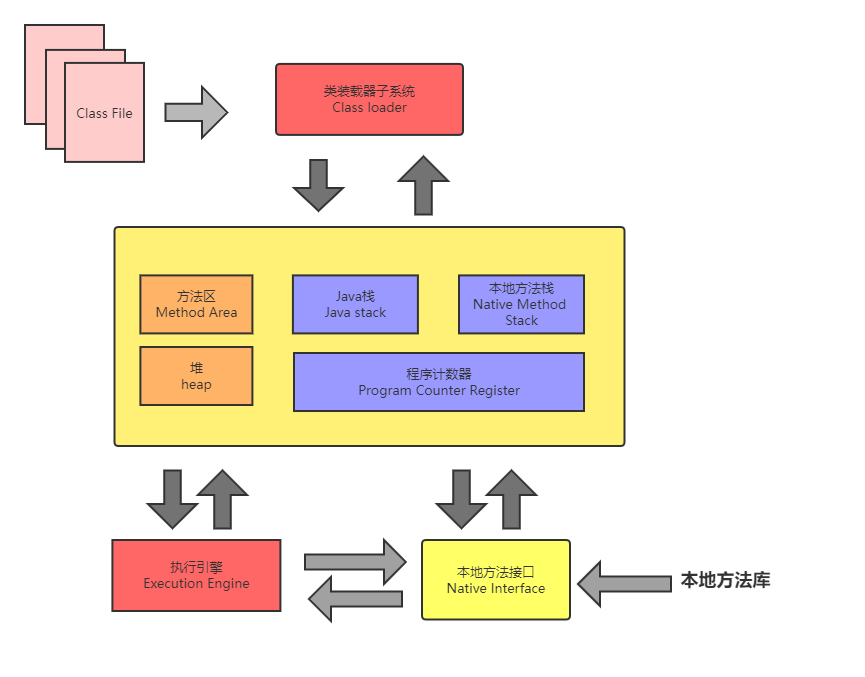 Class File
类装载器子系统
Class loader
方法区
Method Area
Java栈
Java stack
本地方法栈
Native Method
Stack
堆
heap
程序计数器
Program Counter Register
执行引擎
Execution Engine
本地方法接口
Native Interface
本地方法库